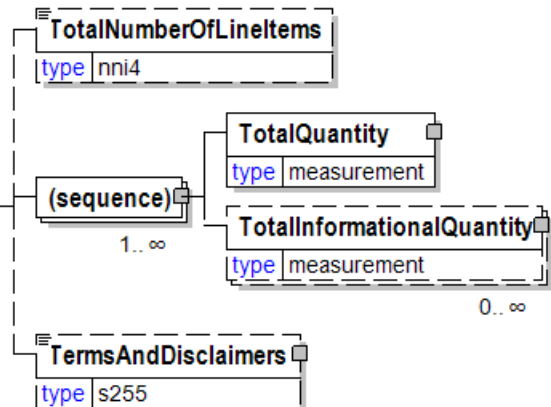 TotalNumberOfLineItems
type nni4
TotalQuantity
type measurement
(sequence)
1.. ∞
TotalInformationalQuantity
type measurement
0.. ∞
TermsAndDisclaimers
type s255